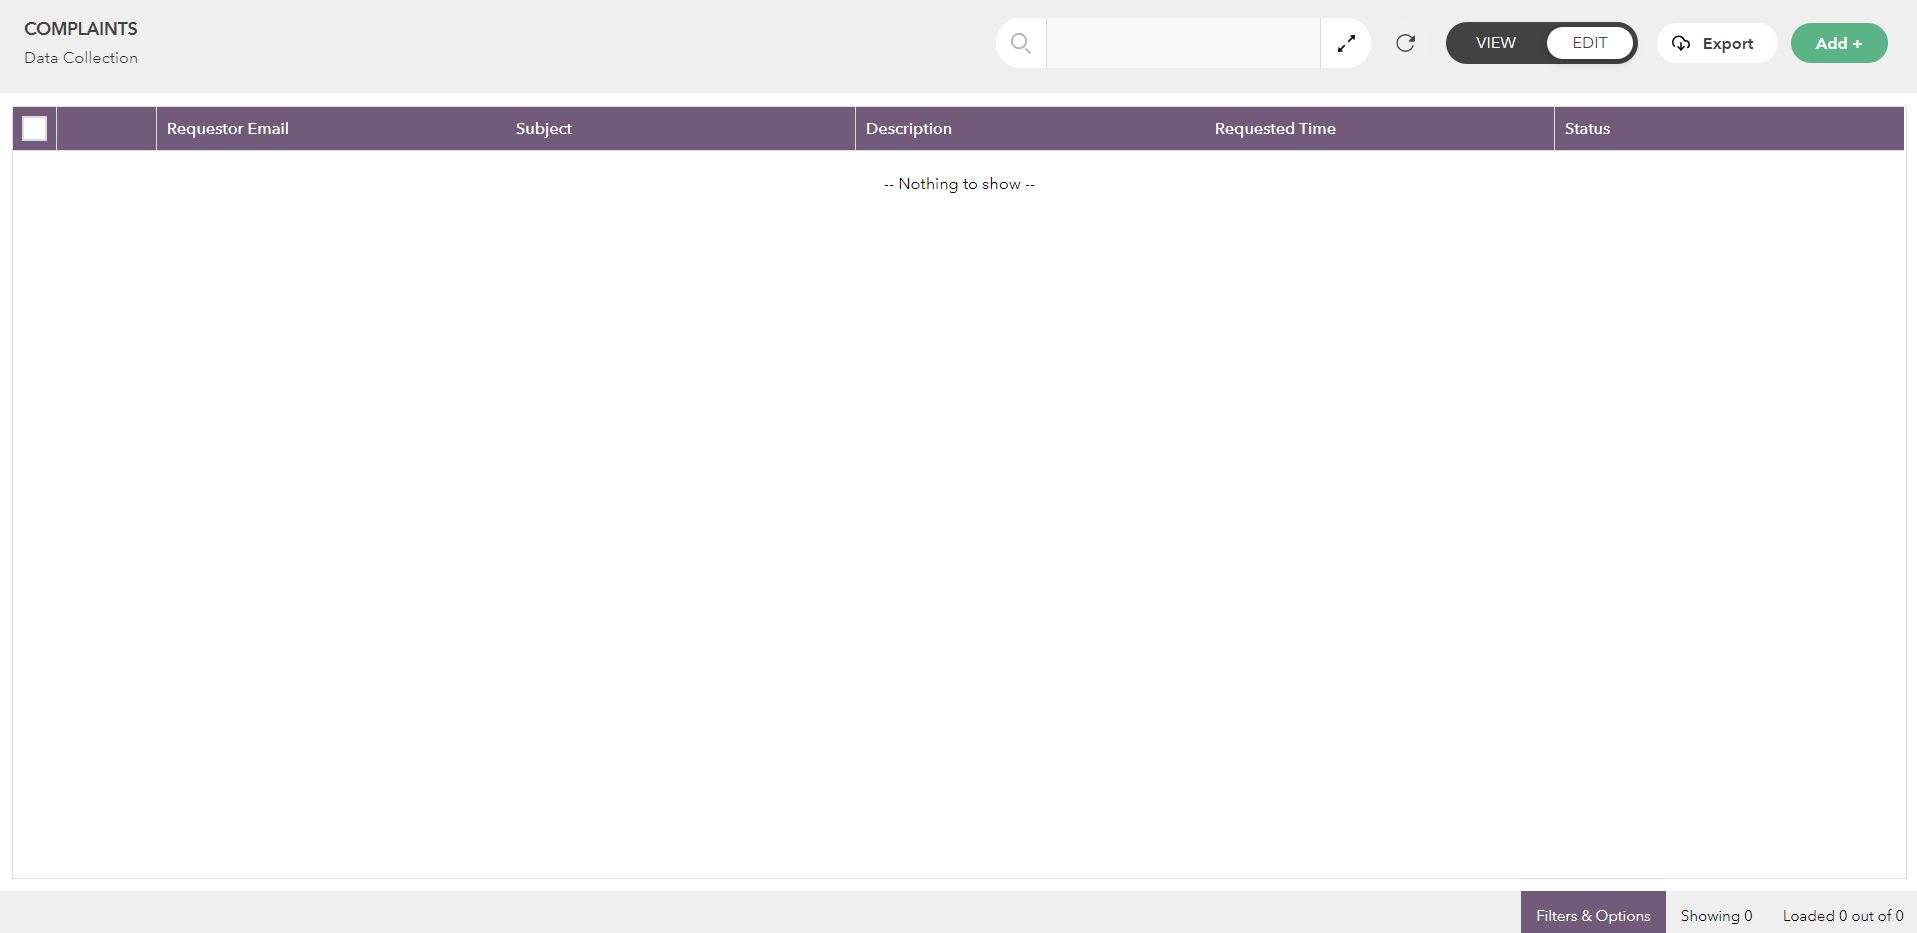 COMPLAINTS
Data Collection
VIEW EDIT Export Add +
Requestor Email Subject Description Requested Time Status
-- Nothing to show --
Filters & Options Showing 0 Loaded 0 out of 0